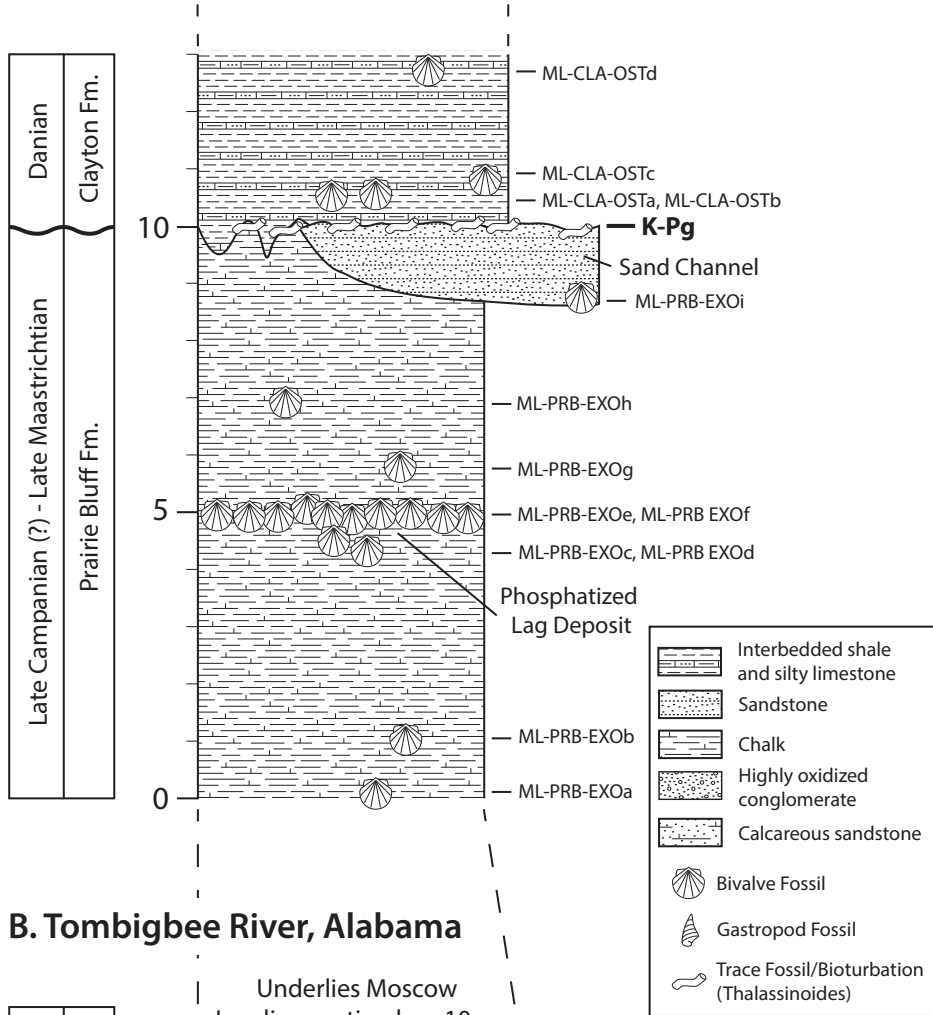 Danian
Clayton Fm.
Late Campanian (?) - Late Maastrichtian
Prairie Bluff Fm.
10
5
0
ML-CLA-OSTd
ML-CLA-OSTc
ML-CLA-OSTa, ML-CLA-OSTb
K-Pg
Sand Channel
ML-PRB-EXOi
ML-PRB-EXOh
ML-PRB-EXOg
ML-PRB-EXOe, ML-PRB EXOf
ML-PRB-EXOc, ML-PRB EXOd
Phosphatized
Lag Deposit
ML-PRB-EXOb
ML-PRB-EXOa
Interbedded shale
and silty limestone
Sandstone
Chalk
Highly oxidized
conglomerate
Calcareous sandstone
Bivalve Fossil
Gastropod Fossil
Trace Fossil/Bioturbation
(Thalassinoides)
B. Tombigbee River, Alabama
Underlies Moscow